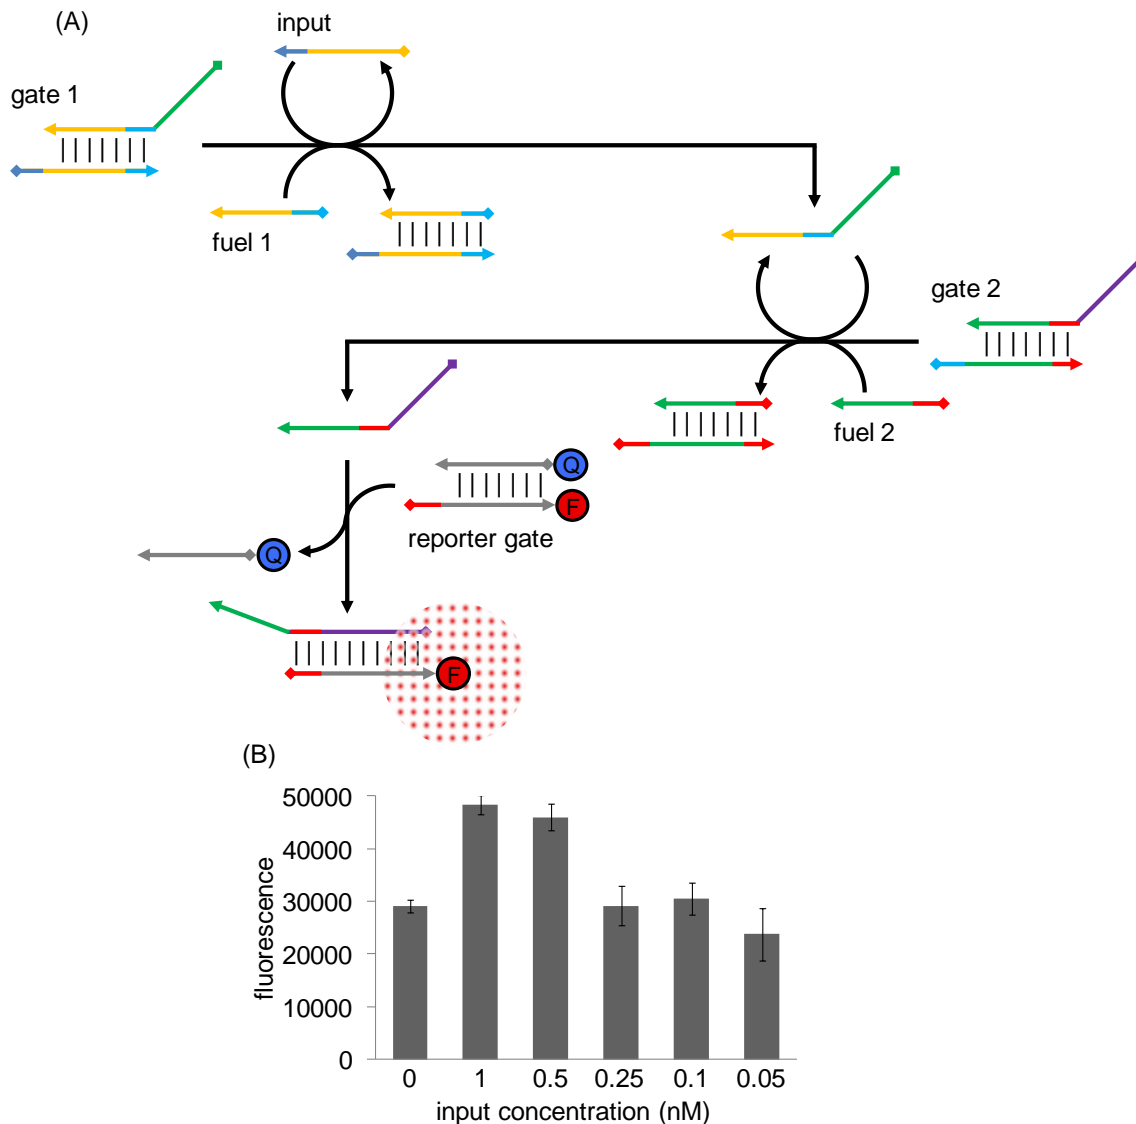 (A)
input
gate 1
fuel 1
gate 2
fuel 2
Q
F
reporter gate
Q
F
(B)
50000
40000
30000
20000
10000
0
fluorescence
0 1 0.5 0.25 0.1 0.05
input concentration (nM)